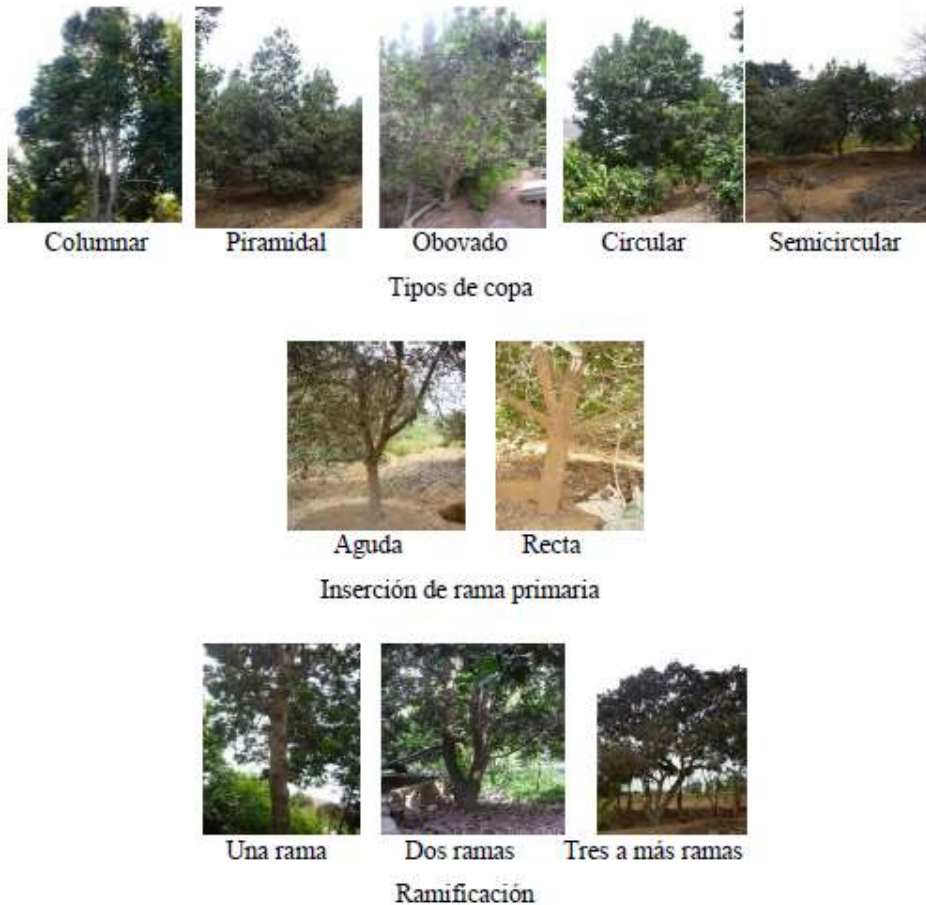 Columnar Piramidal Obovado Circular Semicircular
Tipos de copa
Aguda Recta
Inserción de rama primaria
Una rama Dos ramas Tres a más ramas
Ramificación